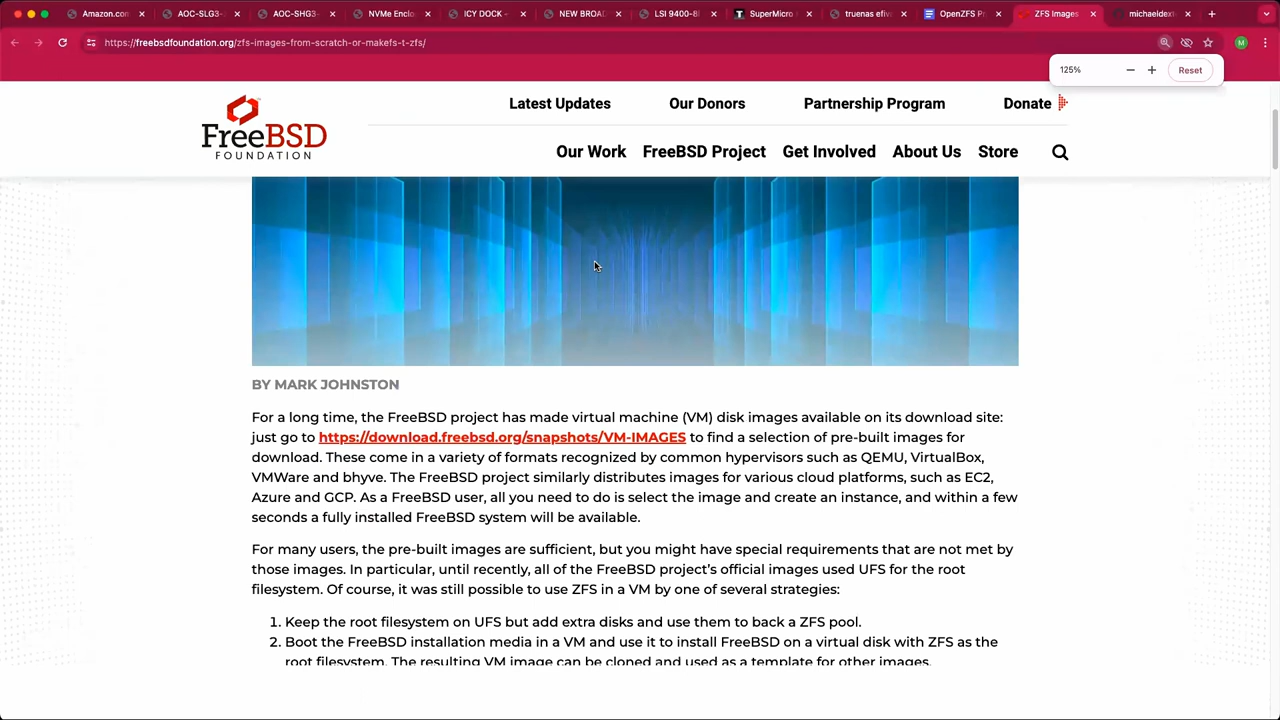 Amazon.con
AOC-SLG3-
AOC-SHG3-
NVMe Enclo
ICY DOCK -
NEW BROAD
LSI 9400-8
SuperMicro
truenas efiv
OpenZFS P
ZFS Images
michaeldex
https://freebsdfoundation.org/zfs-images-from-scratch-or-makefs-t-zfs/
M
125%
Reset
FreeBSD
FOUNDATION
Latest Updates
Our Donors
Partnership Program
Donate
Our Work
FreeBSD Project
Get Involved
About Us
Store
BY MARK JOHNSTON
For a long time, the FreeBSD project has made virtual machine (VM) disk images available on its download site:
just go to https://download.freebsd.org/snapshots/VM-IMAGES to find a selection of pre-built images for
download. These come in a variety of formats recognized by common hypervisors such as QEMU, VirtualBox,
VMWare and bhyve. The FreeBSD project similarly distributes images for various cloud platforms, such as EC2,
Azure and GCP. As a FreeBSD user, all you need to do is select the image and create an instance, and within a few
seconds a fully installed FreeBSD system will be available.
For many users, the pre-built images are sufficient, but you might have special requirements that are not met by
those images. In particular, until recently, all of the FreeBSD project's official images used UFS for the root
filesystem. Of course, it was still possible to use ZFS in a VM by one of several strategies:
1. Keep the root filesystem on UFS but add extra disks and use them to back a ZFS pool.
2. Boot the FreeBSD installation media in a VM and use it to install FreeBSD on a virtual disk with ZFS as the
root filesystem. The resulting VM image can be cloned and used as a template for other images.